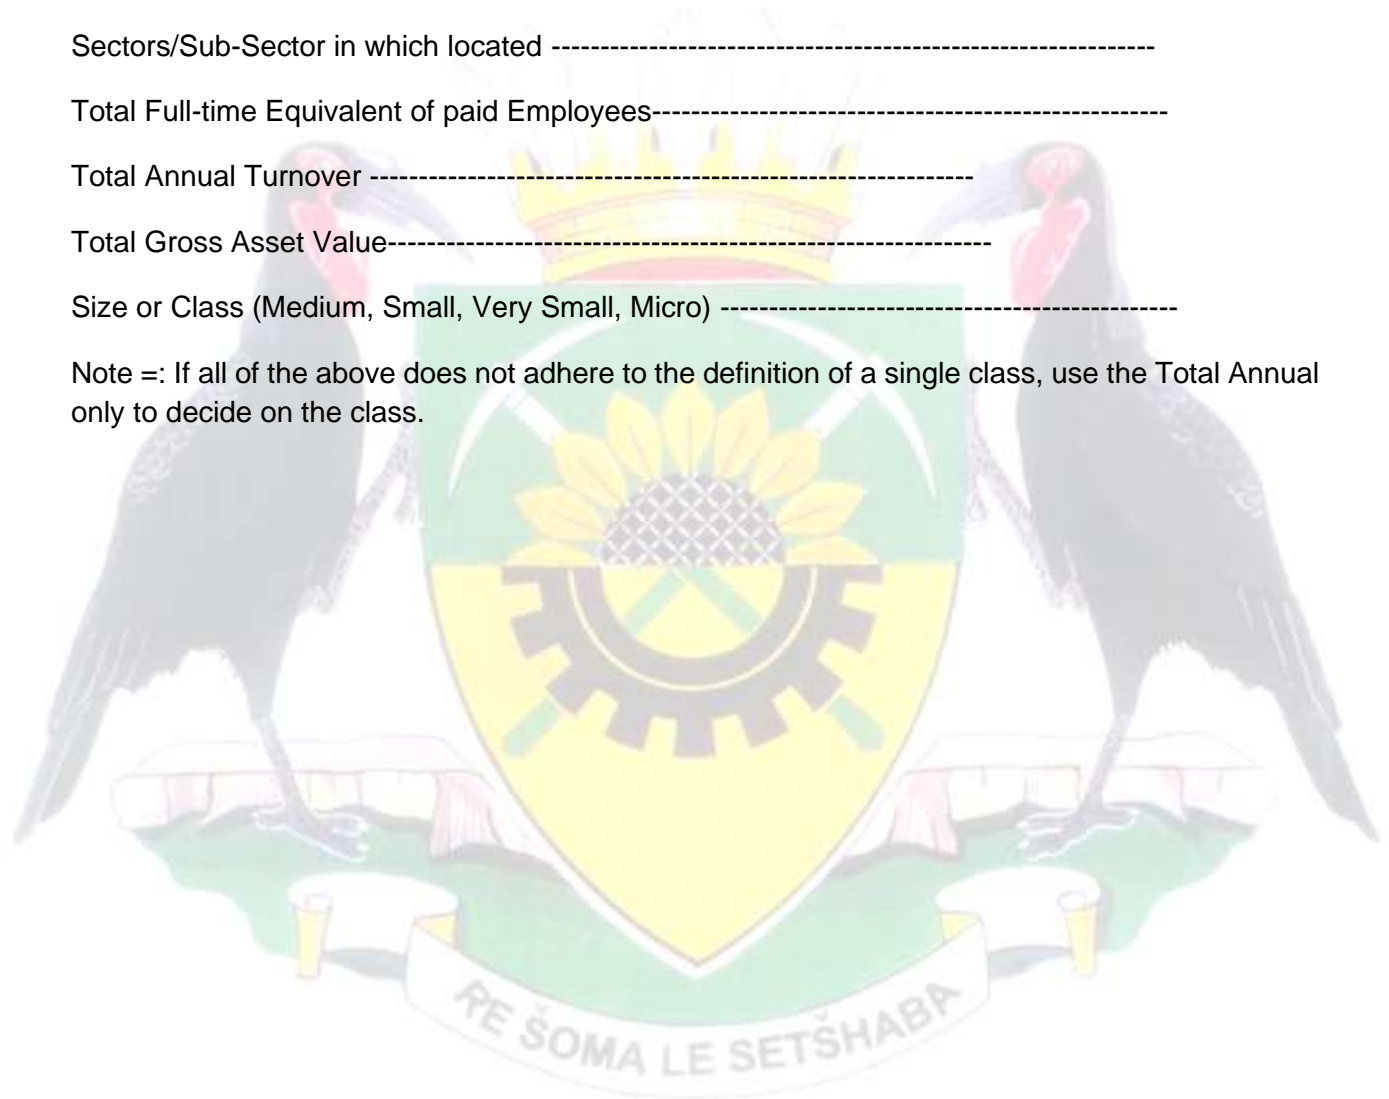 Sectors/Sub-Sector in which located --------------------------------------------------------------
Total Full-time Equivalent of paid Employees-----------------------------------------------------
Total Annual Turnover --------------------------------------------------------------
Total Gross Asset Value--------------------------------------------------------------
Size or Class (Medium, Small, Very Small, Micro) -----------------------------------------------
Note =: If all of the above does not adhere to the definition of a single class, use the Total Annual
only to decide on the class.
RE ŠOMA LE SETŠHABA